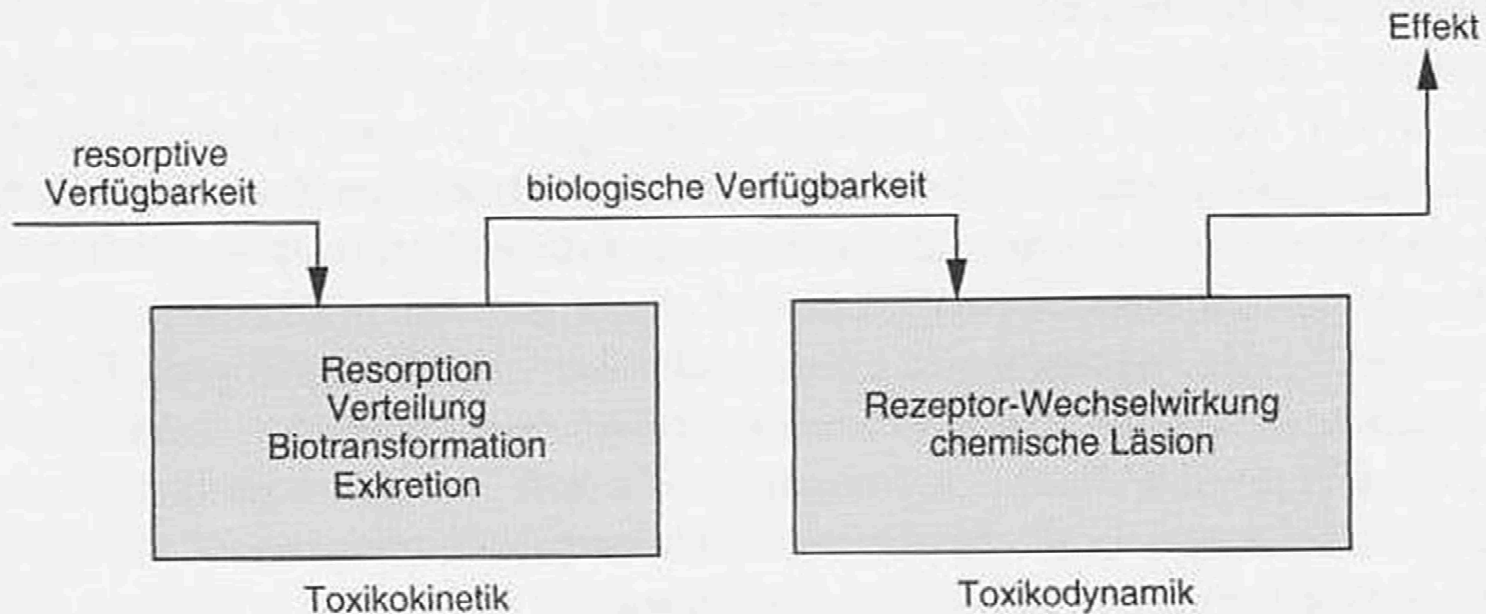 Effekt
resorptive
Verfügbarkeit
biologische Verfügbarkeit
Resorption
Verteilung
Biotransformation
Exkretion
Rezeptor-Wechselwirkung
chemische Läsion
Toxikokinetik
Toxikodynamik